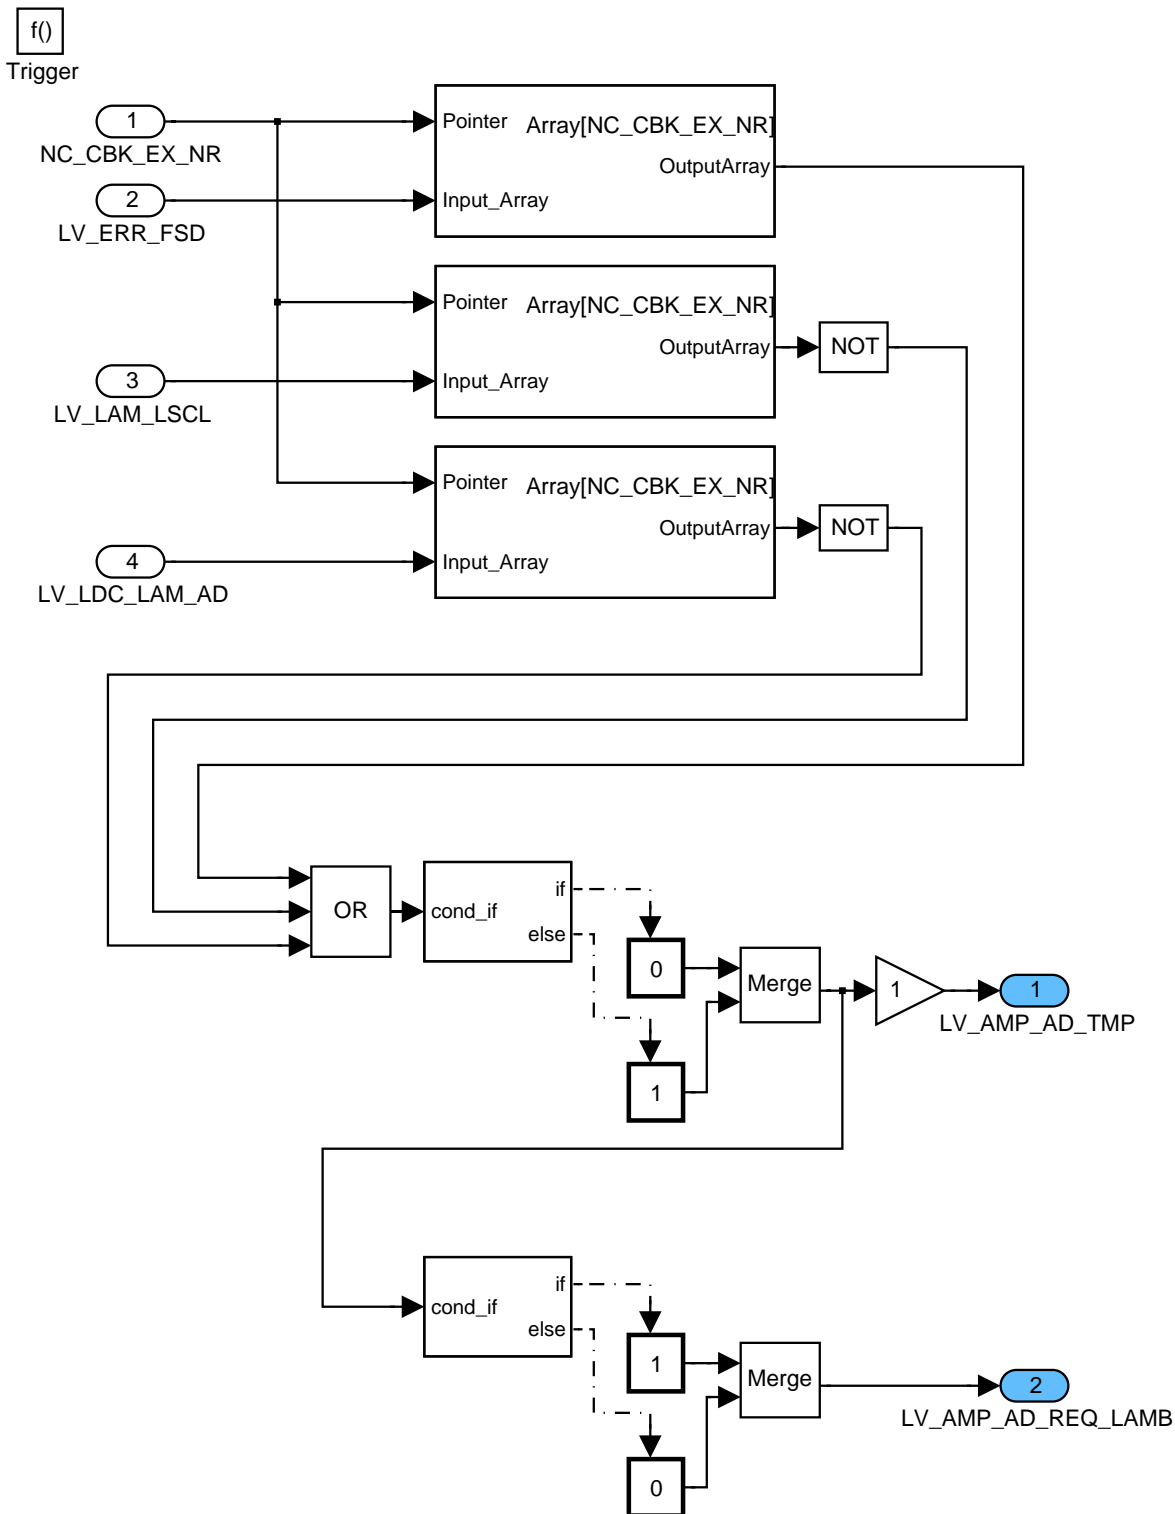 f()
Trigger
1
NC_CBK_EX_NR
2
LV_ERR_FSD
Pointer
Array[NC_CBK_EX_NR]
OutputArray
Input_Array
Pointer
Array[NC_CBK_EX_NR]
OutputArray
Input_Array
NOT
3
LV_LAM_LSCL
Pointer
Array[NC_CBK_EX_NR]
OutputArray
Input_Array
NOT
4
LV_LDC_LAM_AD
OR
cond_if
if
else
0
1
Merge
1
1
LV_AMP_AD_TMP
cond_if
if
else
1
0
Merge
2
LV_AMP_AD_REQ_LAMB